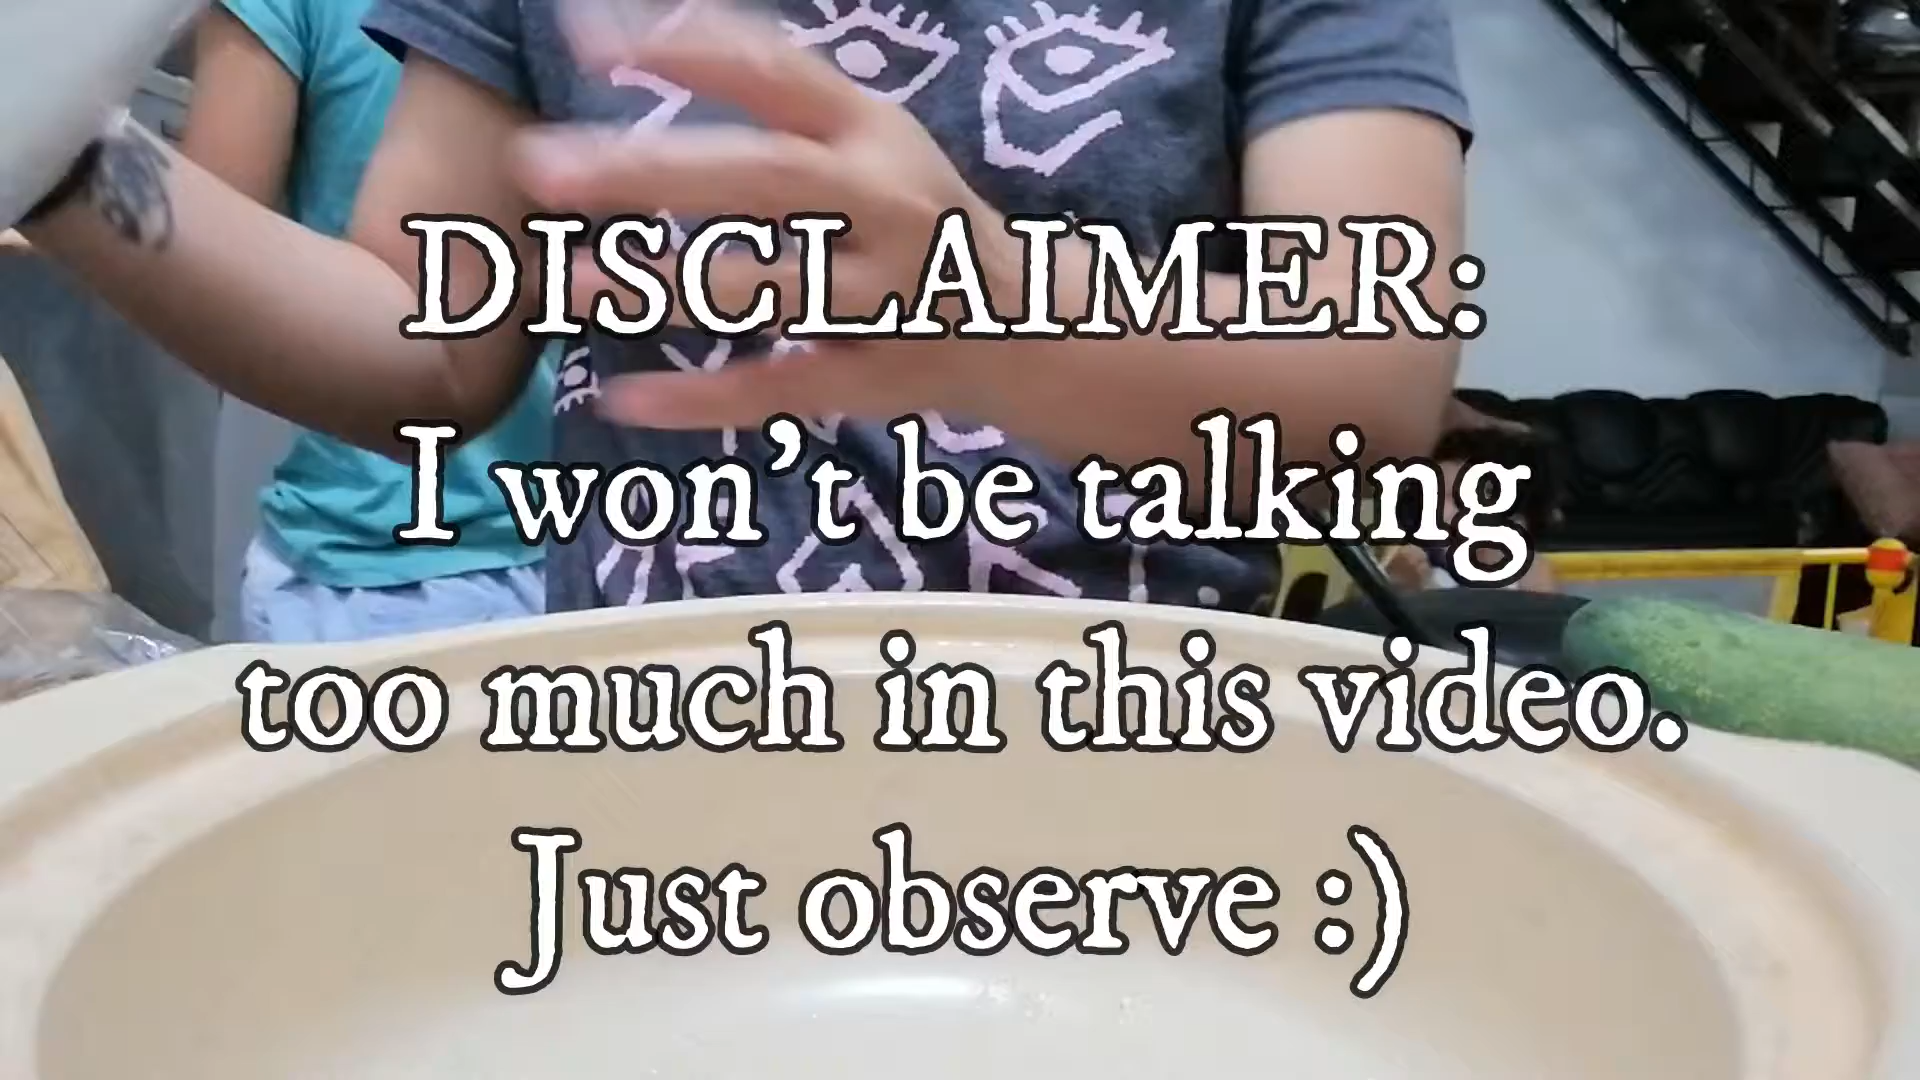 DISCLAIMER:
I won't be talking
too much in this video.
Just observe :)